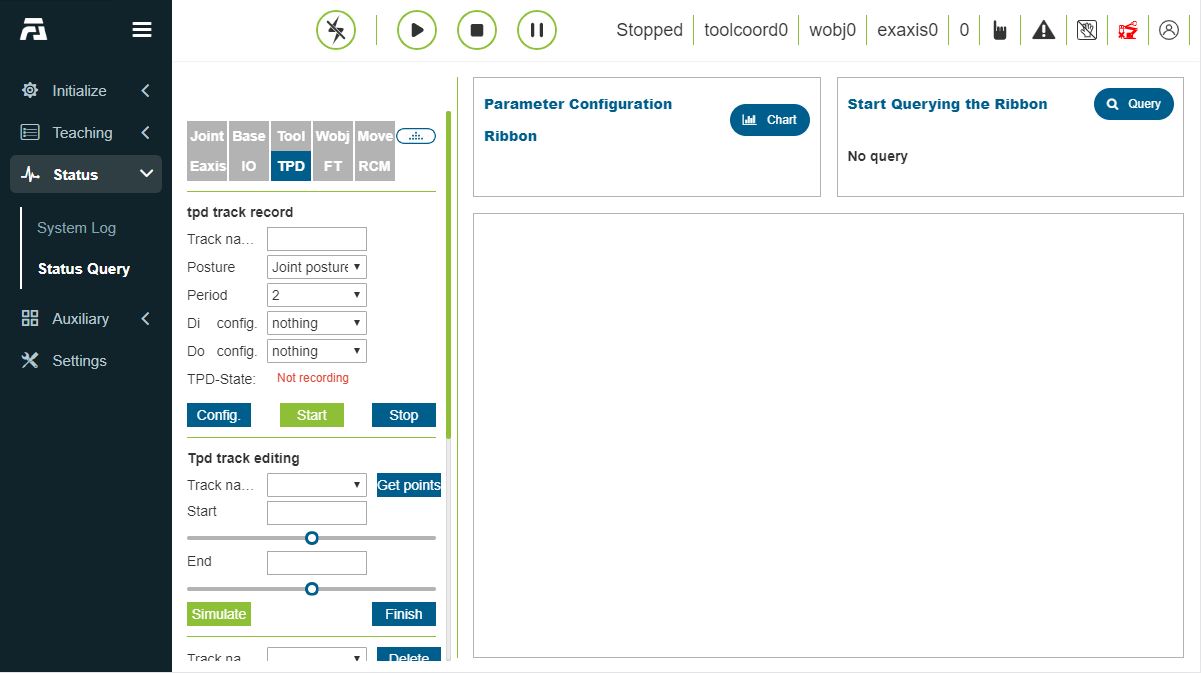 Stopped toolcoord0 wobj0 exaxis0 0
Initialize
Teaching
Status
System Log
Status Query
Auxiliary
Settings
Joint Base Tool Wobj Move
Eaxis IO TPD FT RCM
tpd track record
Track na...
Posture Joint posture
Period 2
Di config. nothing
Do config. nothing
TPD-State: Not recording
Config. Start Stop
Tpd track editing
Track na... Get points
Start
End
Simulate Finish
Track na Delete
Parameter Configuration
Ribbon
Chart
Start Querying the Ribbon
Query
No query